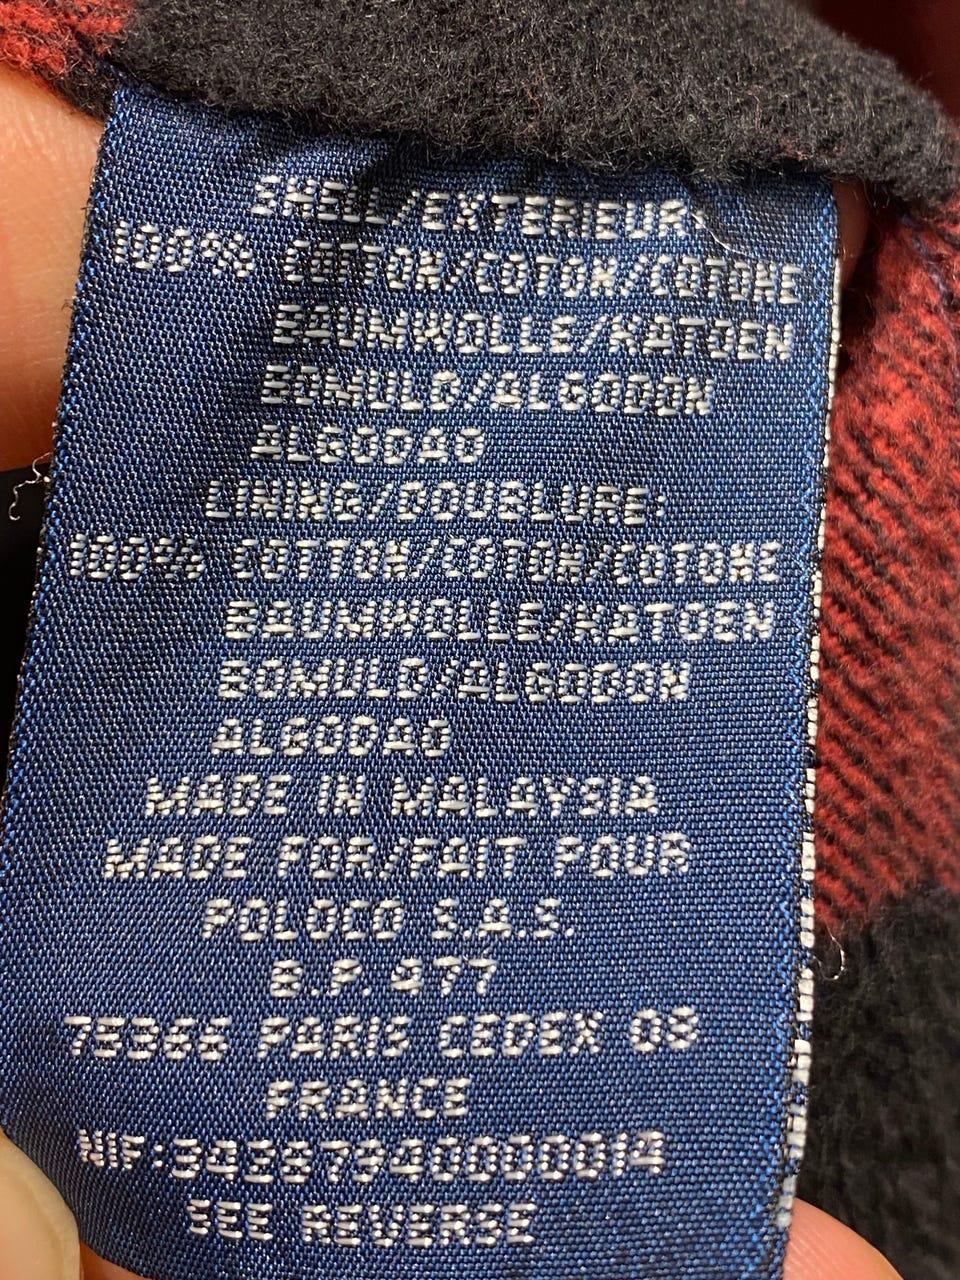 SHELL/EXTERIEUR:
100% COTTON/COTON/COTONE
BAUMWOLLE/KATOEN
BOMULD/ALGODON
ALGODAO
LINING/DOUBLURE:
100% COTTON/COTON/COTONE
BAUMWOLLE/KATOEN
BOMULD/ALGODON
ALGODAO
MADE IN MALAYSIA
MADE FOR/FAIT POUR
POLOCO S.A.S.
B.P. 477
75366 PARIS CEDEX 08
FRANCE
SEE REVERSE